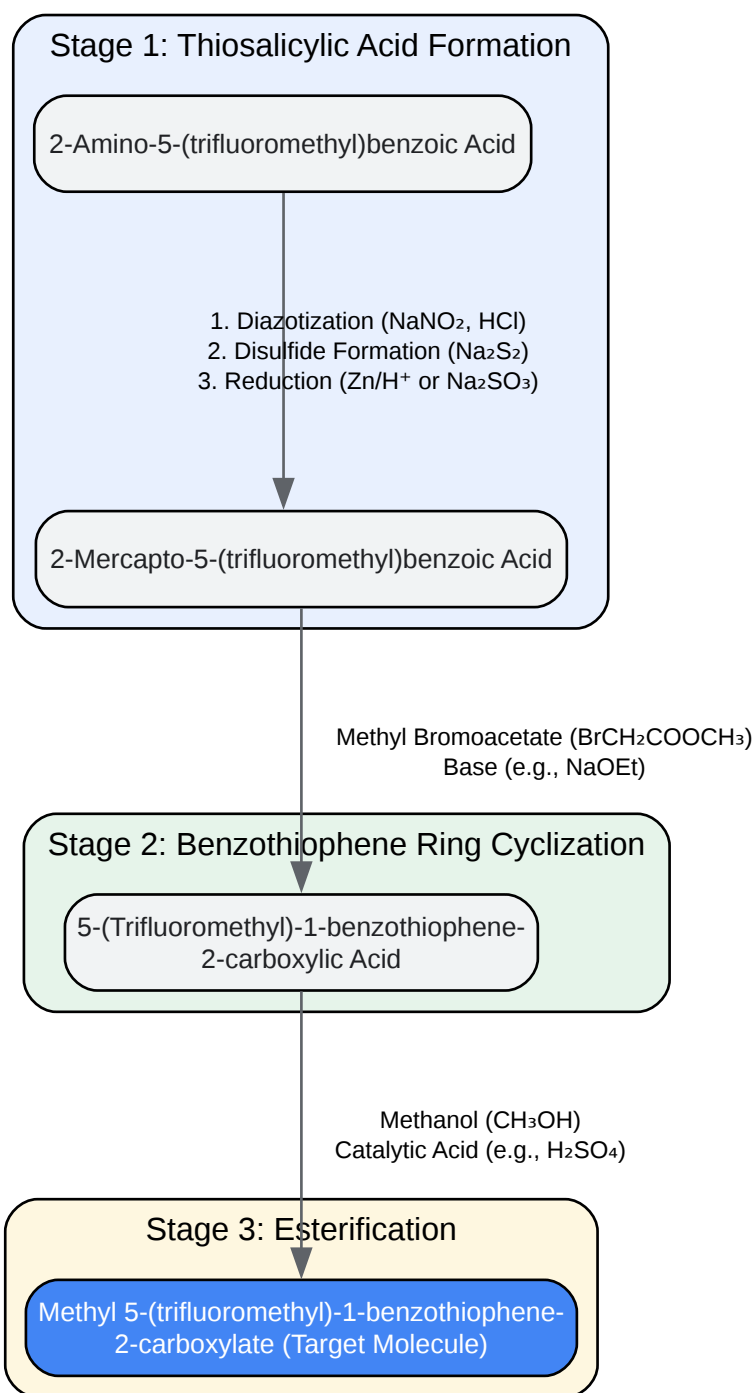 Stage 1: Thiosalicylic Acid Formation
2-Amino-5-(trifluoromethyl)benzoic Acid
1. Diazotization (NaNO₂, HCl)
2. Disulfide Formation (Na₂S₂)
3. Reduction (Zn/H⁺ or Na₂SO₃)
2-Mercapto-5-(trifluoromethyl)benzoic Acid
Methyl Bromoacetate (BrCH₂COOCH₃)
Base (e.g., NaOEt)
Stage 2: Benzothiophene Ring Cyclization
5-(Trifluoromethyl)-1-benzothiophene-
2-carboxylic Acid
Methanol (CH₃OH)
Catalytic Acid (e.g., H₂SO₄)
Stage 3: Esterification
Methyl 5-(trifluoromethyl)-1-benzothiophene-
2-carboxylate (Target Molecule)